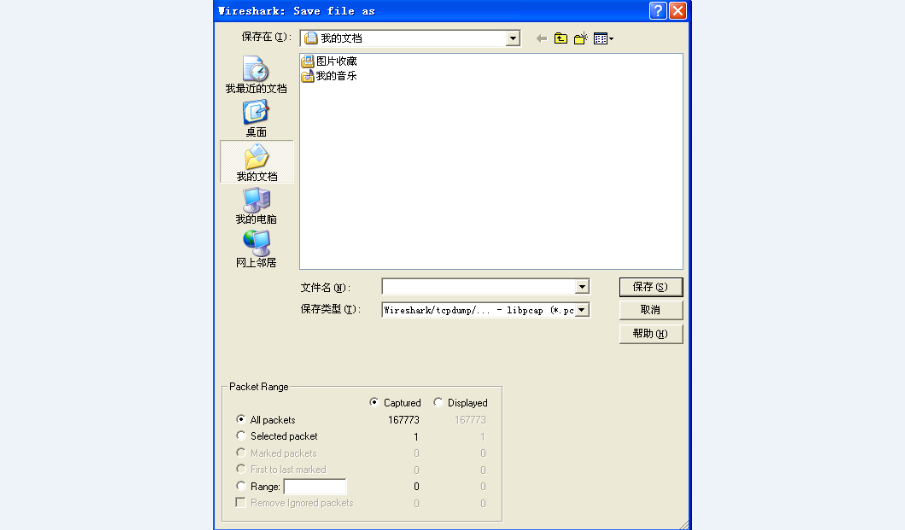 Wireshark: Save file as
保存在(I):
我的文档
图片收藏
我的音乐
我最近的文档
桌面
我的文档
我的电脑
网上邻居
文件名(N):
保存(S)
保存类型(T):
Wireshark/tcpdump/... - libpcap (*.pc
取消
帮助(H)
Packet Range
Captured Displayed
All packets 167773 167773
Selected packet 1 1
Marked packets 0 0
First to last marked 0 0
Range: 0 0
Remove Ignored packets 0 0